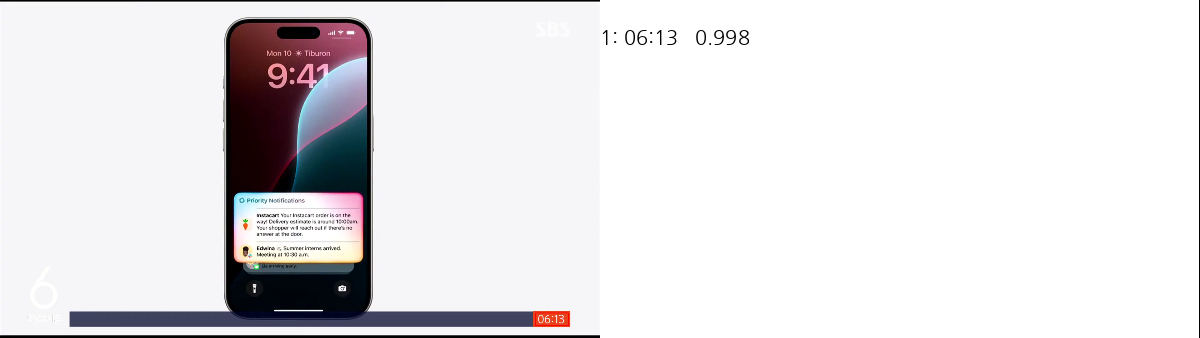 SBS
Mon 10 ☀ Tiburon
9:41
Priority Notifications
Instacart Your Instacart order is on the
way! Delivery estimate is around 10:00am.
Your shopper will reach out if there's no
answer at the door.
Edwina Summer interns arrived.
Meeting at 10:30 a.m.
6
06:13
1: 06:13 0.998